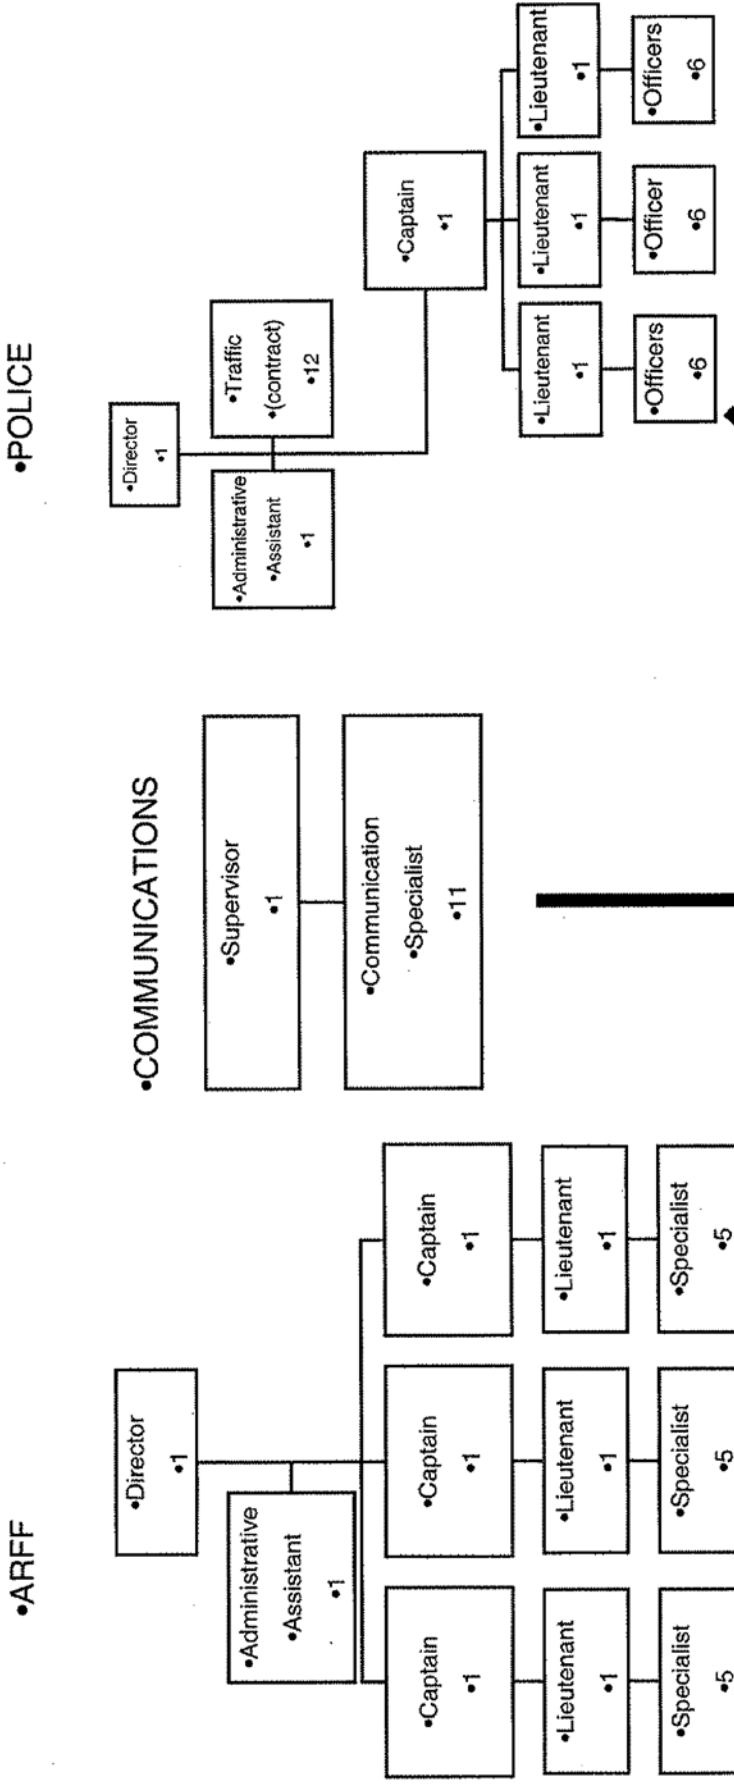 •ARFF
•Director
•1
•Administrative
•Assistant
•1
•Captain
•1
•Captain
•1
•Captain
•1
•Lieutenant
•1
•Lieutenant
•1
•Lieutenant
•1
•Specialist
•5
•Specialist
•5
•Specialist
•5
•COMMUNICATIONS
•Supervisor
•1
•Communication
•Specialist
•11
•POLICE
•Director
•1
•Administrative
•Assistant
•1
•Traffic
•(contract)
•12
•Captain
•1
•Lieutenant
•1
•Lieutenant
•1
•Lieutenant
•1
•Officers
•6
•Officer
•6
•Officers
•6